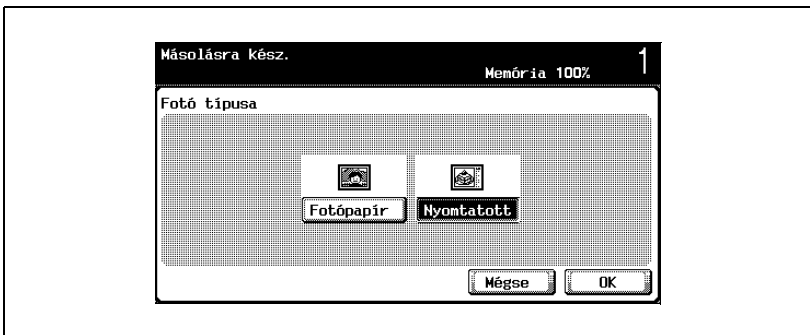 Másolásra kész.
Memória 100% 1
Fotó típusa
Fotópapír Nyomtatott
Mégse OK